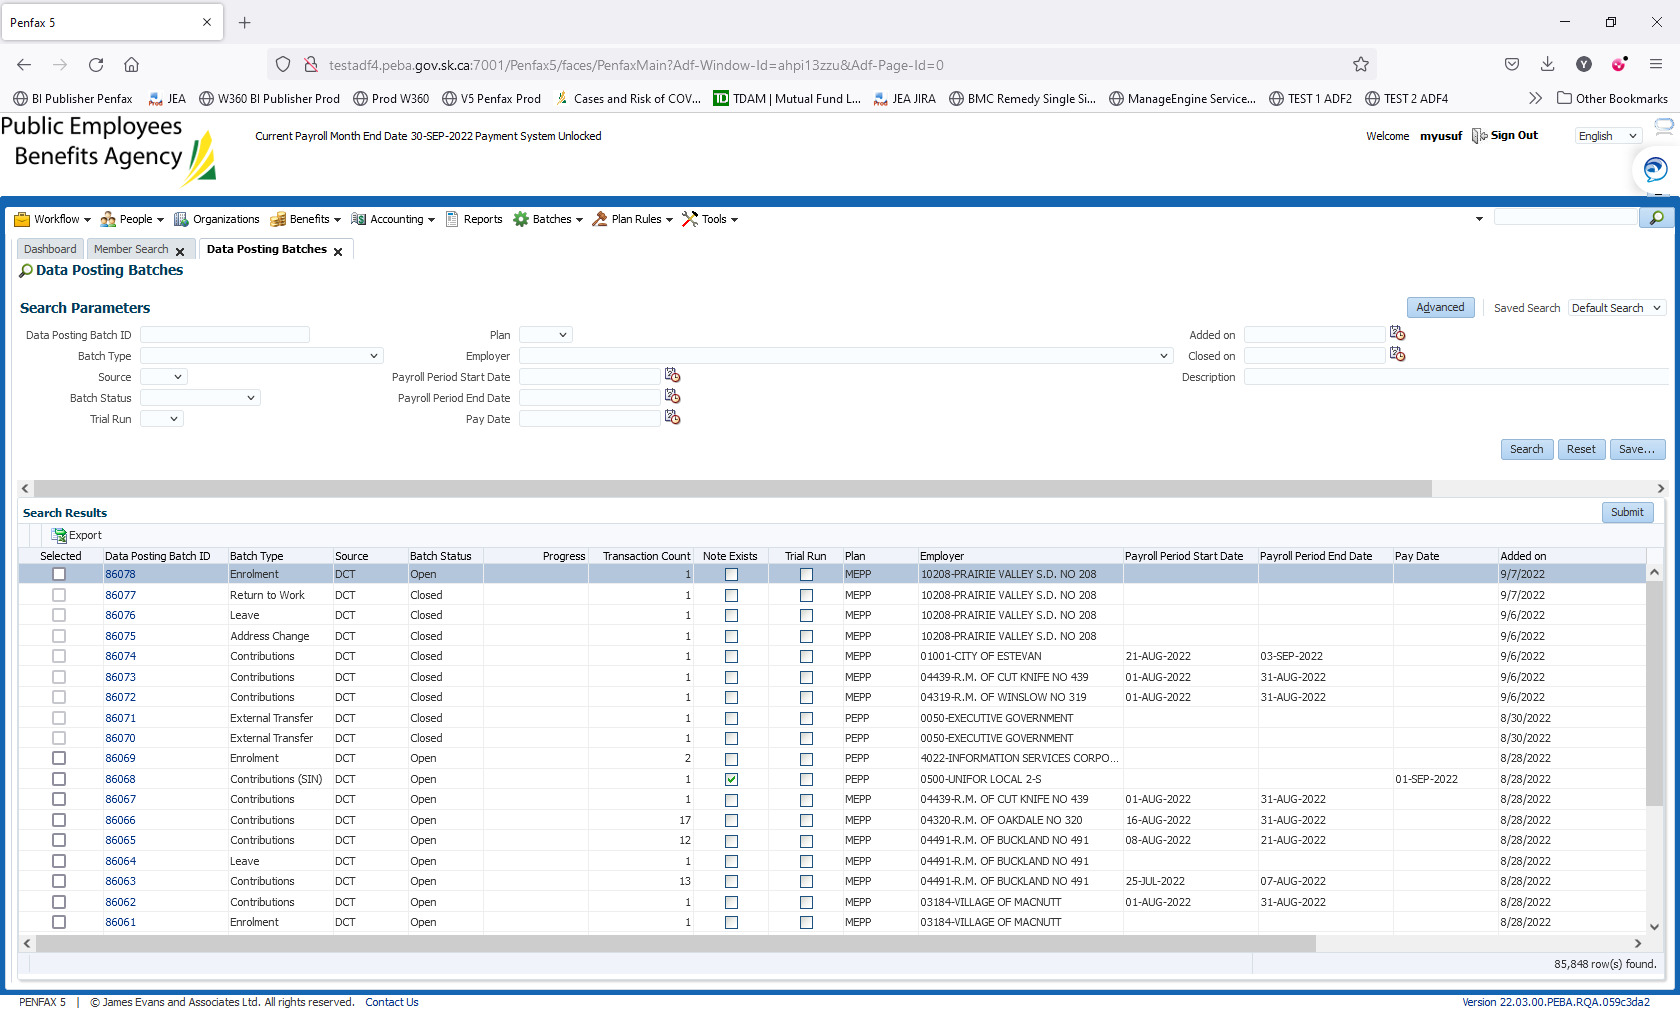 Penfax 5
testadf4.peba.gov.sk.ca:7001/Penfax5/faces/PenfaxMain?Adf-Window-Id=ahpi13zzu&Adf-Page-Id=0
BI Publisher Penfax JEA W360 BI Publisher Prod Prod W360 V5 Penfax Prod Cases and Risk of COV... TDAM | Mutual Fund L... JEA JIRA BMC Remedy Single Si... ManageEngine Service... TEST 1 ADF2 TEST 2 ADF4 Other Bookmarks
Public Employees
Benefits Agency
Current Payroll Month End Date 30-SEP-2022 Payment System Unlocked
Welcome myusuf Sign Out English
Workflow People Organizations Benefits Accounting Reports Batches Plan Rules Tools
Dashboard Member Search Data Posting Batches
Data Posting Batches
Search Parameters
Advanced Saved Search Default Search
Data Posting Batch ID Plan Added on
Batch Type Employer Closed on
Source Payroll Period Start Date Description
Batch Status Payroll Period End Date
Trial Run Pay Date
Search Reset Save...
Search Results Submit
Export
Selected Data Posting Batch ID Batch Type Source Batch Status Progress Transaction Count Note Exists Trial Run Plan Employer Payroll Period Start Date Payroll Period End Date Pay Date Added on
86078 Enrolment DCT Open 1 MEPP 10208-PRAIRIE VALLEY S.D. NO 208 9/7/2022
86077 Return to Work DCT Closed 1 MEPP 10208-PRAIRIE VALLEY S.D. NO 208 9/7/2022
86076 Leave DCT Closed 1 MEPP 10208-PRAIRIE VALLEY S.D. NO 208 9/6/2022
86075 Address Change DCT Closed 1 MEPP 10208-PRAIRIE VALLEY S.D. NO 208 9/6/2022
86074 Contributions DCT Closed 1 MEPP 01001-CITY OF ESTEVAN 21-AUG-2022 03-SEP-2022 9/6/2022
86073 Contributions DCT Closed 1 MEPP 04439-R.M. OF CUT KNIFE NO 439 01-AUG-2022 31-AUG-2022 9/6/2022
86072 Contributions DCT Closed 1 MEPP 04319-R.M. OF WINSLOW NO 319 01-AUG-2022 31-AUG-2022 9/6/2022
86071 External Transfer DCT Closed 1 PEPP 0050-EXECUTIVE GOVERNMENT 8/30/2022
86070 External Transfer DCT Closed 1 PEPP 0050-EXECUTIVE GOVERNMENT 8/30/2022
86069 Enrolment DCT Open 2 PEPP 4022-INFORMATION SERVICES CORPO... 8/28/2022
86068 Contributions (SIN) DCT Open 1 PEPP 0500-UNIFOR LOCAL 2-S 01-SEP-2022 8/28/2022
86067 Contributions DCT Open 1 MEPP 04439-R.M. OF CUT KNIFE NO 439 01-AUG-2022 31-AUG-2022 8/28/2022
86066 Contributions DCT Open 17 MEPP 04320-R.M. OF OAKDALE NO 320 16-AUG-2022 31-AUG-2022 8/28/2022
86065 Contributions DCT Open 12 MEPP 04491-R.M. OF BUCKLAND NO 491 08-AUG-2022 21-AUG-2022 8/28/2022
86064 Leave DCT Open 1 MEPP 04491-R.M. OF BUCKLAND NO 491 8/28/2022
86063 Contributions DCT Open 13 MEPP 04491-R.M. OF BUCKLAND NO 491 25-JUL-2022 07-AUG-2022 8/28/2022
86062 Contributions DCT Open 1 MEPP 03184-VILLAGE OF MACNUTT 01-AUG-2022 31-AUG-2022 8/28/2022
86061 Enrolment DCT Open 1 MEPP 03184-VILLAGE OF MACNUTT 8/28/2022
85,848 row(s) found.
PENFAX 5 | © James Evans and Associates Ltd. All rights reserved. Contact Us Version 22.03.00.PEBA.RQA.059c3da2